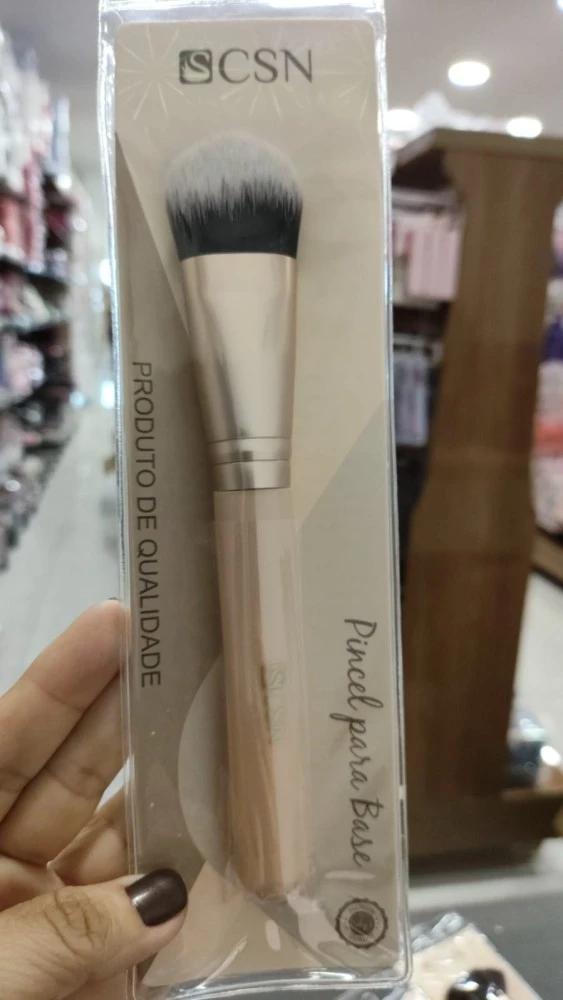 CSN
PRODUTO DE QUALIDADE
Pincel para Base